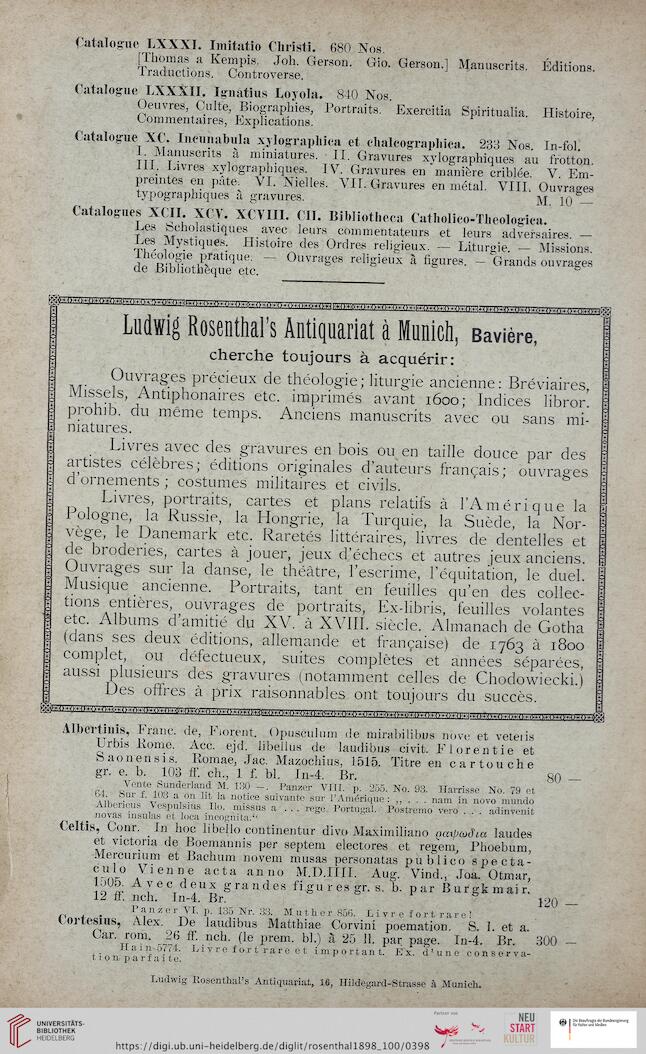 Catalogue LXXXI. Imitatio Christi. 680 Nos.
[Thomas a Kempis. Joh. Gerson. Gio. Gerson.] Manuscrits. Éditions.
Traductions. Controverse.
Catalogue LXXXII. Ignatius Loyola. 840 Nos.
Oeuvres, Culte, Biographies, Portraits. Exercitia Spiritualia. Histoire,
Commentaires, Explications.
Catalogue XC. Incunabula xylographica et chalcographica. 233 Nos. In-fol.
I. Manuscrits à miniatures. II. Gravures xylographiques au frotton.
III. Livres xylographiques. IV. Gravures en manière criblée. V. Em-
preintes en pâte. VI. Nielles. VII. Gravures en métal. VIII. Ouvrages
typographiques à gravures. M. 10 —
Catalogues XCII. XCV. XCVIII. CII. Bibliotheca Catholico-Theologica.
Les Scholastiques avec leurs commentateurs et leurs adversaires. —
Les Mystiques. Histoire des Ordres religieux. — Liturgie. — Missions.
Théologie pratique. — Ouvrages religieux à figures. — Grands ouvrages
de Bibliothèque etc.
Ludwig Rosenthal's Antiquariat à Munich, Bavière,
cherche toujours à acquérir:
Ouvrages précieux de théologie; liturgie ancienne: Bréviaires,
Missels, Antiphonaires etc. imprimés avant 1600; Indices libror.
prohib. du même temps. Anciens manuscrits avec ou sans mi-
niatures.
Livres avec des gravures en bois ou en taille douce par des
artistes célèbres; éditions originales d'auteurs français; ouvrages
d'ornements; costumes militaires et civils.
Livres, portraits, cartes et plans relatifs à l'Amérique la
Pologne, la Russie, la Hongrie, la Turquie, la Suède, la Nor-
vège, le Danemark etc. Raretés littéraires, livres de dentelles et
de broderies, cartes à jouer, jeux d'échecs et autres jeux anciens.
Ouvrages sur la danse, le théâtre, l'escrime, l'équitation, le duel.
Musique ancienne. Portraits, tant en feuilles qu'en des collec-
tions entières, ouvrages de portraits, Ex-libris, feuilles volantes
etc. Albums d'amitié du XV. à XVIII. siècle. Almanach de Gotha
(dans ses deux éditions, allemande et française) de 1763 à 1800
complet, ou défectueux, suites complètes et années séparées,
aussi plusieurs des gravures (notamment celles de Chodowiecki.)
Des offres à prix raisonnables ont toujours du succès.
Albertinis, Franc. de, Florent. Opusculum de mirabilibus nove et veteris
Urbis Rome. Acc. ejd. libellus de laudibus civit. Florentie et
Saonensis. Romae, Jac. Mazochius, 1515. Titre en cartouche
gr. e. b. 103 ff. ch., 1 f. bl. In-4. Br. 80 —
Vente Sunderland M. 130 —. Panzer VIII. p. 255. No. 93. Harrisse No. 79 et
64. Sur f. 103 a on lit la notice suivante sur l'Amérique: „ . . . nam in novo mundo
Albericus Vespulsius Ilo. missus a . . . rege Portugal. Postremo vero . . . adinvenit
novas insulas et loca incognita.“
Celtis, Conr. In hoc libello continentur divo Maximiliano ῥαψωδια laudes
et victoria de Boemannis per septem electores et regem, Phoebum,
Mercurium et Bachum novem musas personatas publico specta-
culo Vienne acta anno M.D.IIII. Aug. Vind., Joa. Otmar,
1505. Avec deux grandes figures gr. s. b. par Burgkmair.
12 ff. nch. In-4. Br. 120 —
Panzer VI. p. 135 Nr. 33. Muther 856. Livre fort rare!
Cortesius, Alex. De laudibus Matthiae Corvini poemation. S. l. et a.
Car. rom. 26 ff. nch. (le prem. bl.) à 25 ll. par page. In-4. Br. 300 —
Hain 5774. Livre fort rare et important. Ex. d'une conserva-
tion parfaite.
Ludwig Rosenthal's Antiquariat, 16, Hildegard-Strasse à Munich.
UNIVERSITÄTS-
BIBLIOTHEK
HEIDELBERG
https://digi.ub.uni-heidelberg.de/diglit/rosenthal1898_100/0398
Partner von
NEU
START
KULTUR
Die Beauftragte der Bundesregierung
für Kultur und Medien